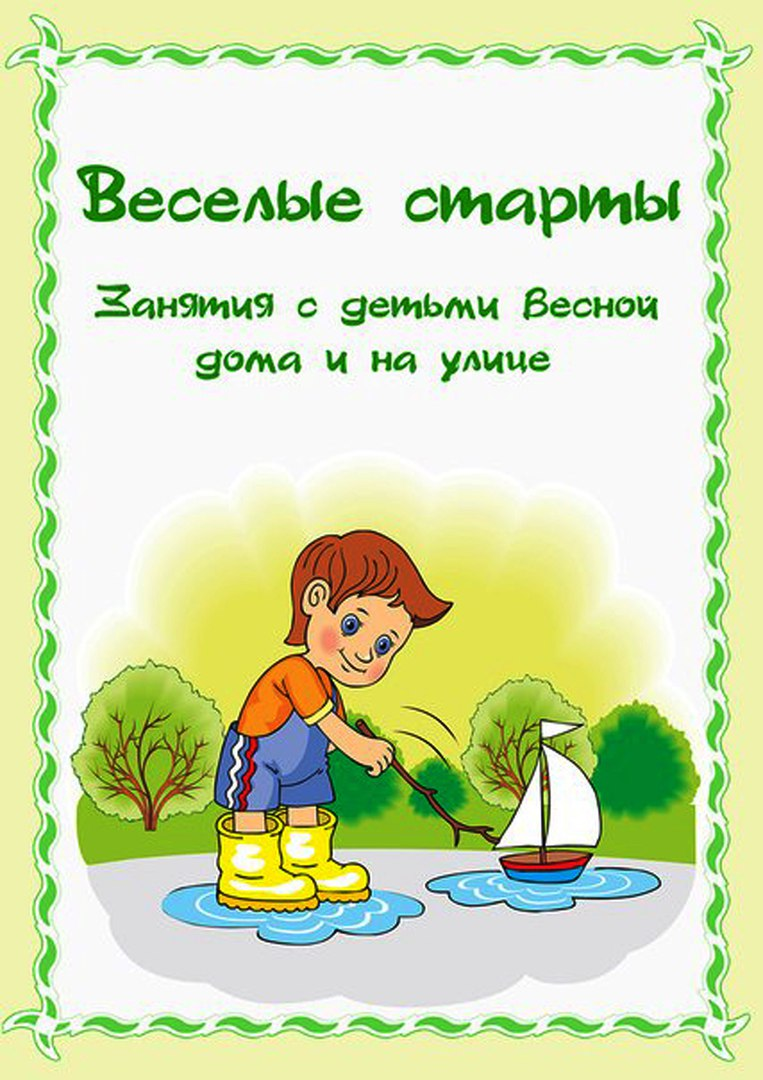 Веселые старты
Занятия с детьми весной
дома и на улице